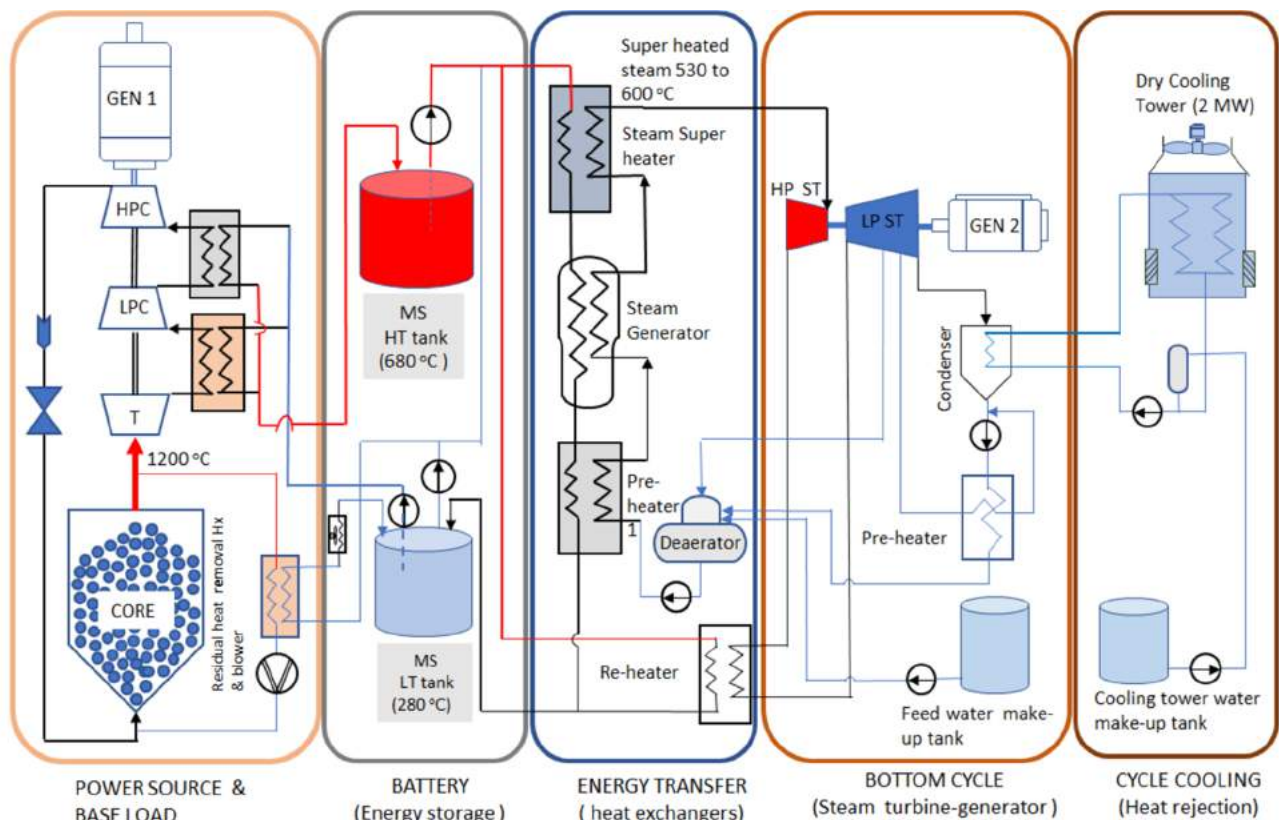 GEN 1
HPC
LPC
T
1200 °C
CORE
Residual heat removal Hx
& blower
POWER SOURCE &
BASE LOAD
MS
HT tank
(680 °C )
MS
LT tank
(280 °C)
BATTERY
(Energy storage)
Super heated
steam 530 to
600 °C
Steam Super
heater
Steam
Generator
Pre-
heater
1
Deaerator
Re-heater
ENERGY TRANSFER
( heat exchangers)
HP ST
LP ST
GEN 2
Condenser
Pre-heater
Feed water make-
up tank
BOTTOM CYCLE
(Steam turbine-generator )
Dry Cooling
Tower (2 MW)
Cooling tower water
make-up tank
CYCLE COOLING
(Heat rejection)